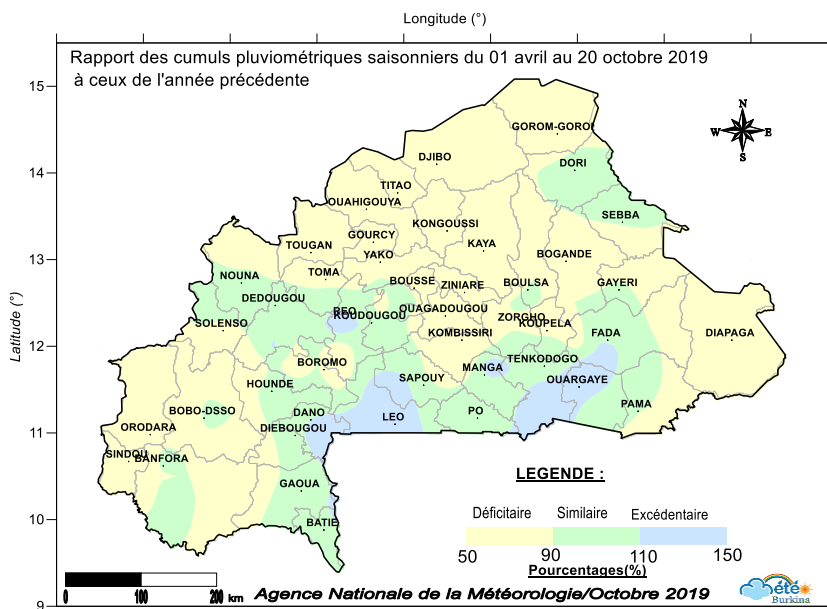 Longitude (°)
Rapport des cumuls pluviométriques saisonniers du 01 avril au 20 octobre 2019
à ceux de l'année précédente
15
14
13
12
11
10
9
Latitude (°)
N
W
E
S
GOROM-GORO
DJIBO
DORI
TITAO
OUAHIGOUYA
SEBBA
KONGOUSSI
GOURCY
TOUGAN
KAYA
YAKO
BOGANDE
NOUNA
TOMA
BOUSSE
ZINIARE
BOULSA
GAYERI
DEDOUGOU
REO
KOUDOUGOU
OUAGADOUGOU
SOLENSO
ZORGHO
KOUPELA
KOMBISSIRI
FADA
DIAPAGA
BOROMO
TENKODOGO
MANGA
HOUNDE
SAPOUY
OUARGAYE
BOBO-DSSO
DANO
LEO
PO
PAMA
ORODARA
DIEBOUGOU
SINDOU
BANFORA
GAOUA
BATIE
LEGENDE :
Déficitaire Similaire Excédentaire
50 90 110 150
Pourcentages(%)
0 100 200 km
Agence Nationale de la Météorologie/Octobre 2019
été
Burkina